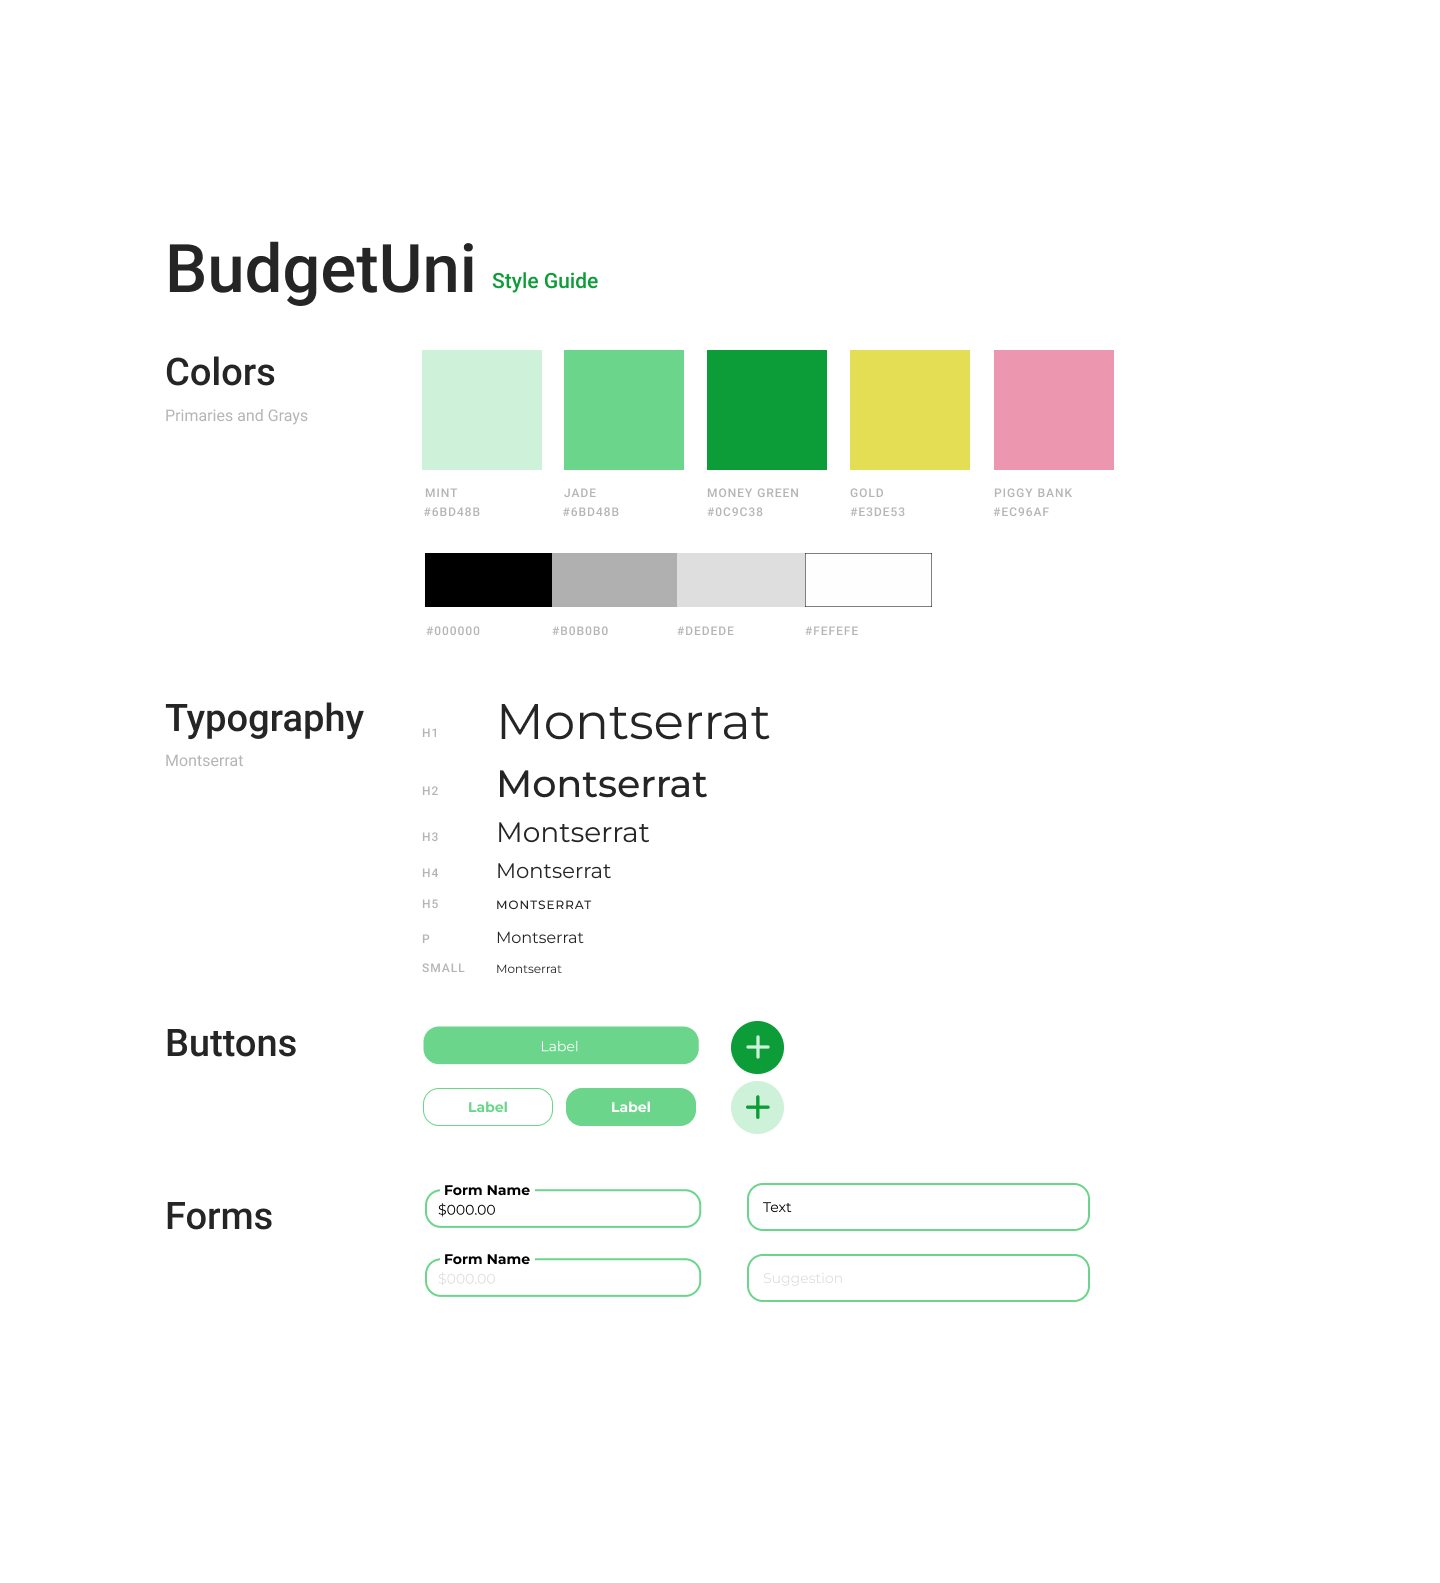 BudgetUni Style Guide
Colors
Primaries and Grays
MINT
#6BD48B
JADE
#6BD48B
MONEY GREEN
#0C9C38
GOLD
#E3DE53
PIGGY BANK
#EC96AF
#000000
#B0B0B0
#DEDEDE
#FEFEFE
Typography
Montserrat
H1 Montserrat
H2 Montserrat
H3 Montserrat
H4 Montserrat
H5 MONTSERRAT
P Montserrat
SMALL Montserrat
Buttons
Label
Label
Label
Forms
Form Name
$000.00
Text
Form Name
$000.00
Suggestion